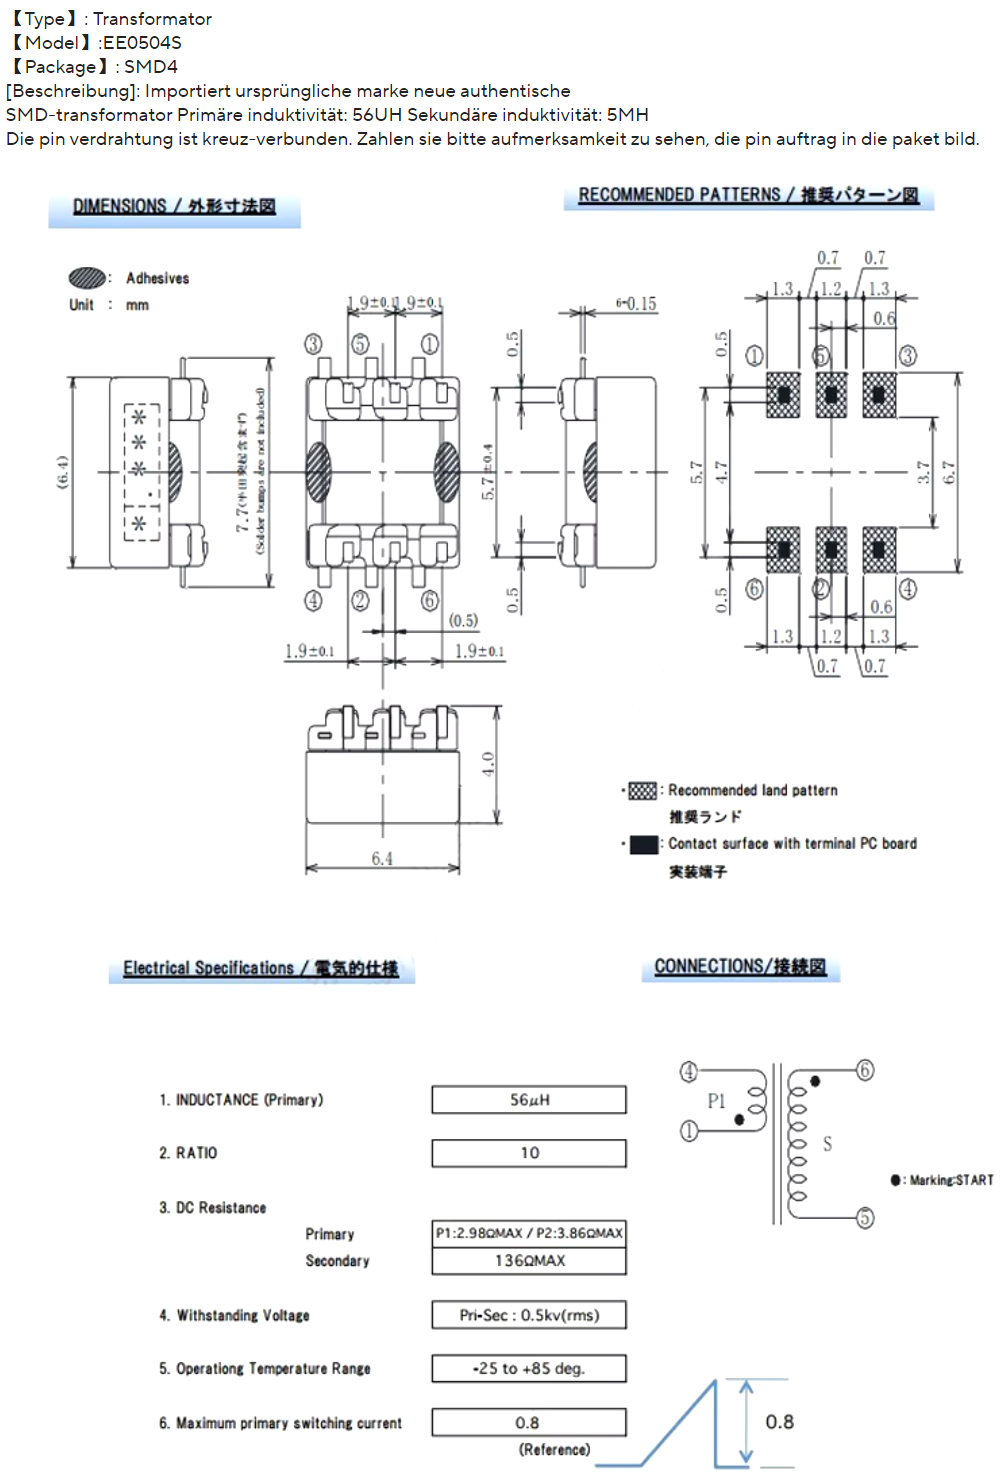 【Type】: Transformator
【Model】:EE0504S
【Package】: SMD4
[Beschreibung]: Importiert ursprüngliche marke neue authentische
SMD-transformator Primäre induktivität: 56UH Sekundäre induktivität: 5MH
Die pin verdrahtung ist kreuz-verbunden. Zahlen sie bitte aufmerksamkeit zu sehen, die pin auftrag in die paket bild.
DIMENSIONS / 外形寸法図
RECOMMENDED PATTERNS / 推奨パターン図
: Adhesives
Unit : mm
1.9±0.1 1.9±0.1
6-0.15
0.7 0.7
1.3 1.2 1.3
0.6
③ ⑤ ①
0.5
0.5
① ⑤ ③
(6.4)
* * * . *
7.7(半田突起含まず)
(Solder bumps are not included)
5.7±0.4
5.7
4.7
3.7
6.7
④ ② ⑥
0.5
0.5
⑥ ② ④
(0.5)
1.9±0.1 1.9±0.1
0.6
1.3 1.2 1.3
0.7 0.7
4.0
6.4
・ : Recommended land pattern
推奨ランド
・ : Contact surface with terminal PC board
実装端子
Electrical Specifications / 電気的仕様
CONNECTIONS/接続図
1. INDUCTANCE (Primary) 56μH
2. RATIO 10
3. DC Resistance
Primary P1:2.98ΩMAX / P2:3.86ΩMAX
Secondary 136ΩMAX
4. Withstanding Voltage Pri-Sec : 0.5kv(rms)
5. Operationg Temperature Range -25 to +85 deg.
6. Maximum primary switching current 0.8
(Reference)
0.8
④ ⑥
P1
S
①
⑤
●: Marking:START